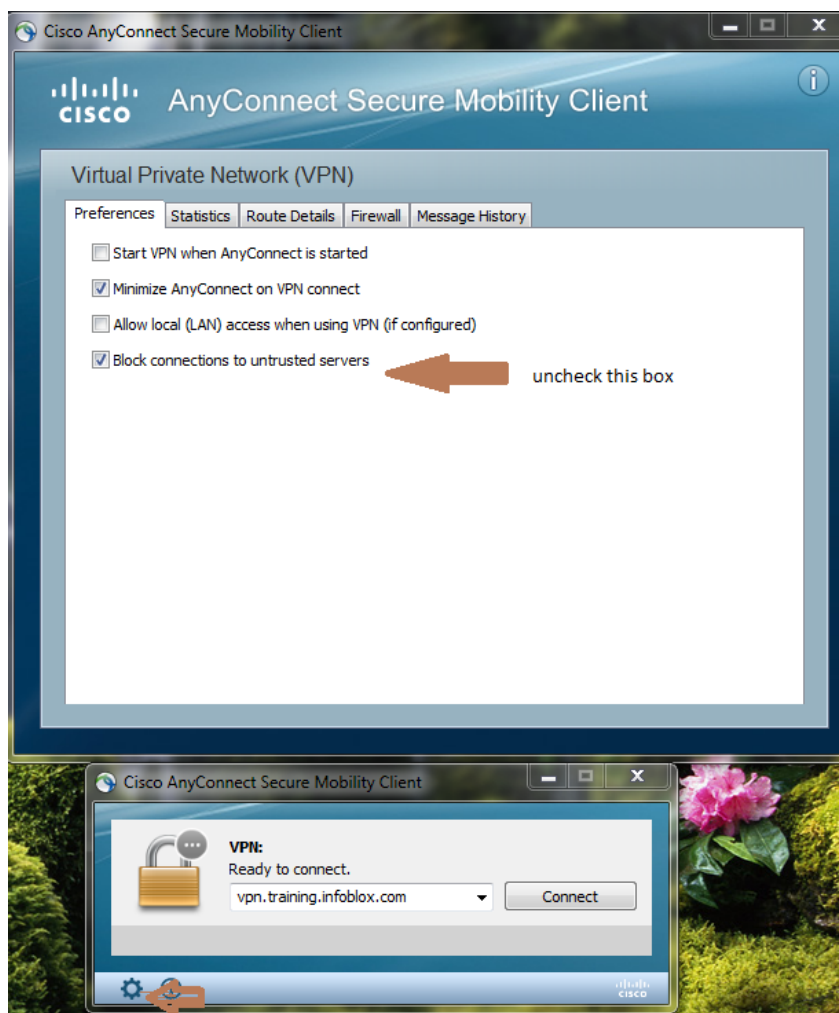 Cisco AnyConnect Secure Mobility Client
cisco AnyConnect Secure Mobility Client
Virtual Private Network (VPN)
Preferences Statistics Route Details Firewall Message History
Start VPN when AnyConnect is started
Minimize AnyConnect on VPN connect
Allow local (LAN) access when using VPN (if configured)
Block connections to untrusted servers
uncheck this box
Cisco AnyConnect Secure Mobility Client
VPN:
Ready to connect.
vpn.training.infoblox.com Connect
cisco